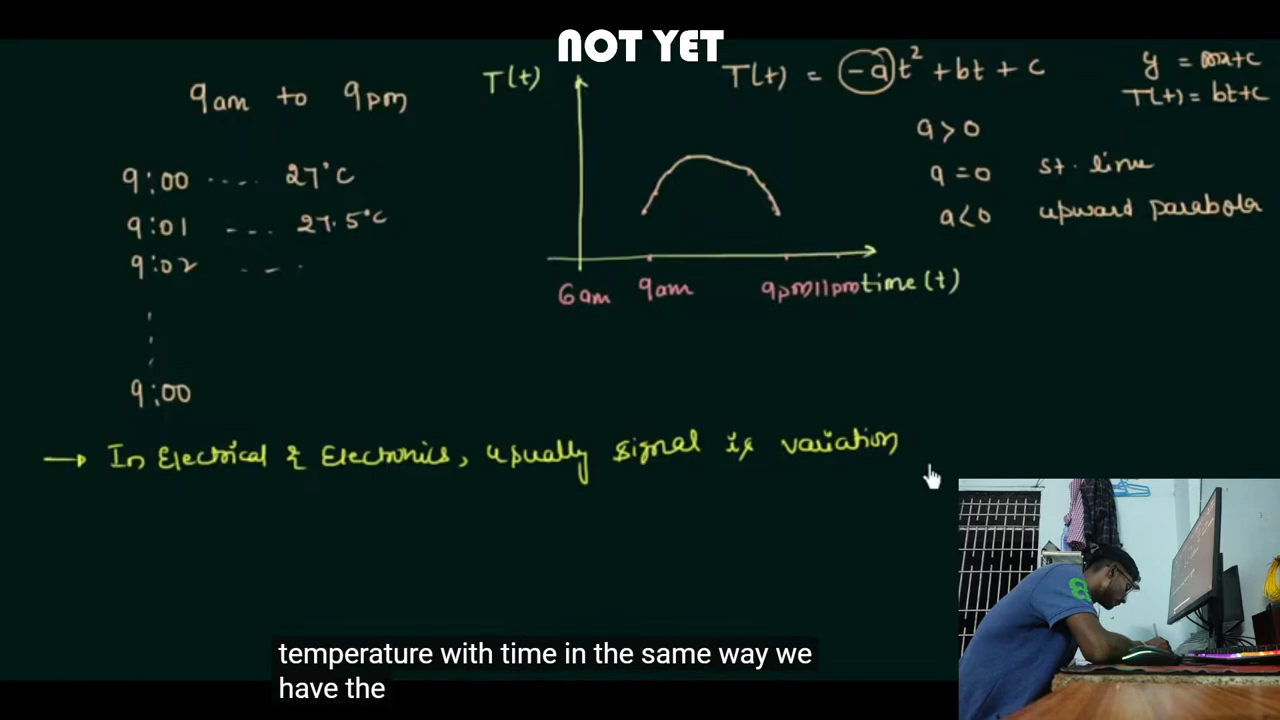 NOT YET
9am to 9pm
9:00 .... 27°C
9:01 ... 27.5°C
9:02 ....
9:00
T(t)
6am 9am 9pm 11pm time (t)
T(t) = -at² + bt + c
a > 0
a = 0 st. line
a < 0 upward parabola
y = mx+c
T(t) = bt+c
→ In Electrical & Electronics, usually signal is variation
temperature with time in the same way we
have the